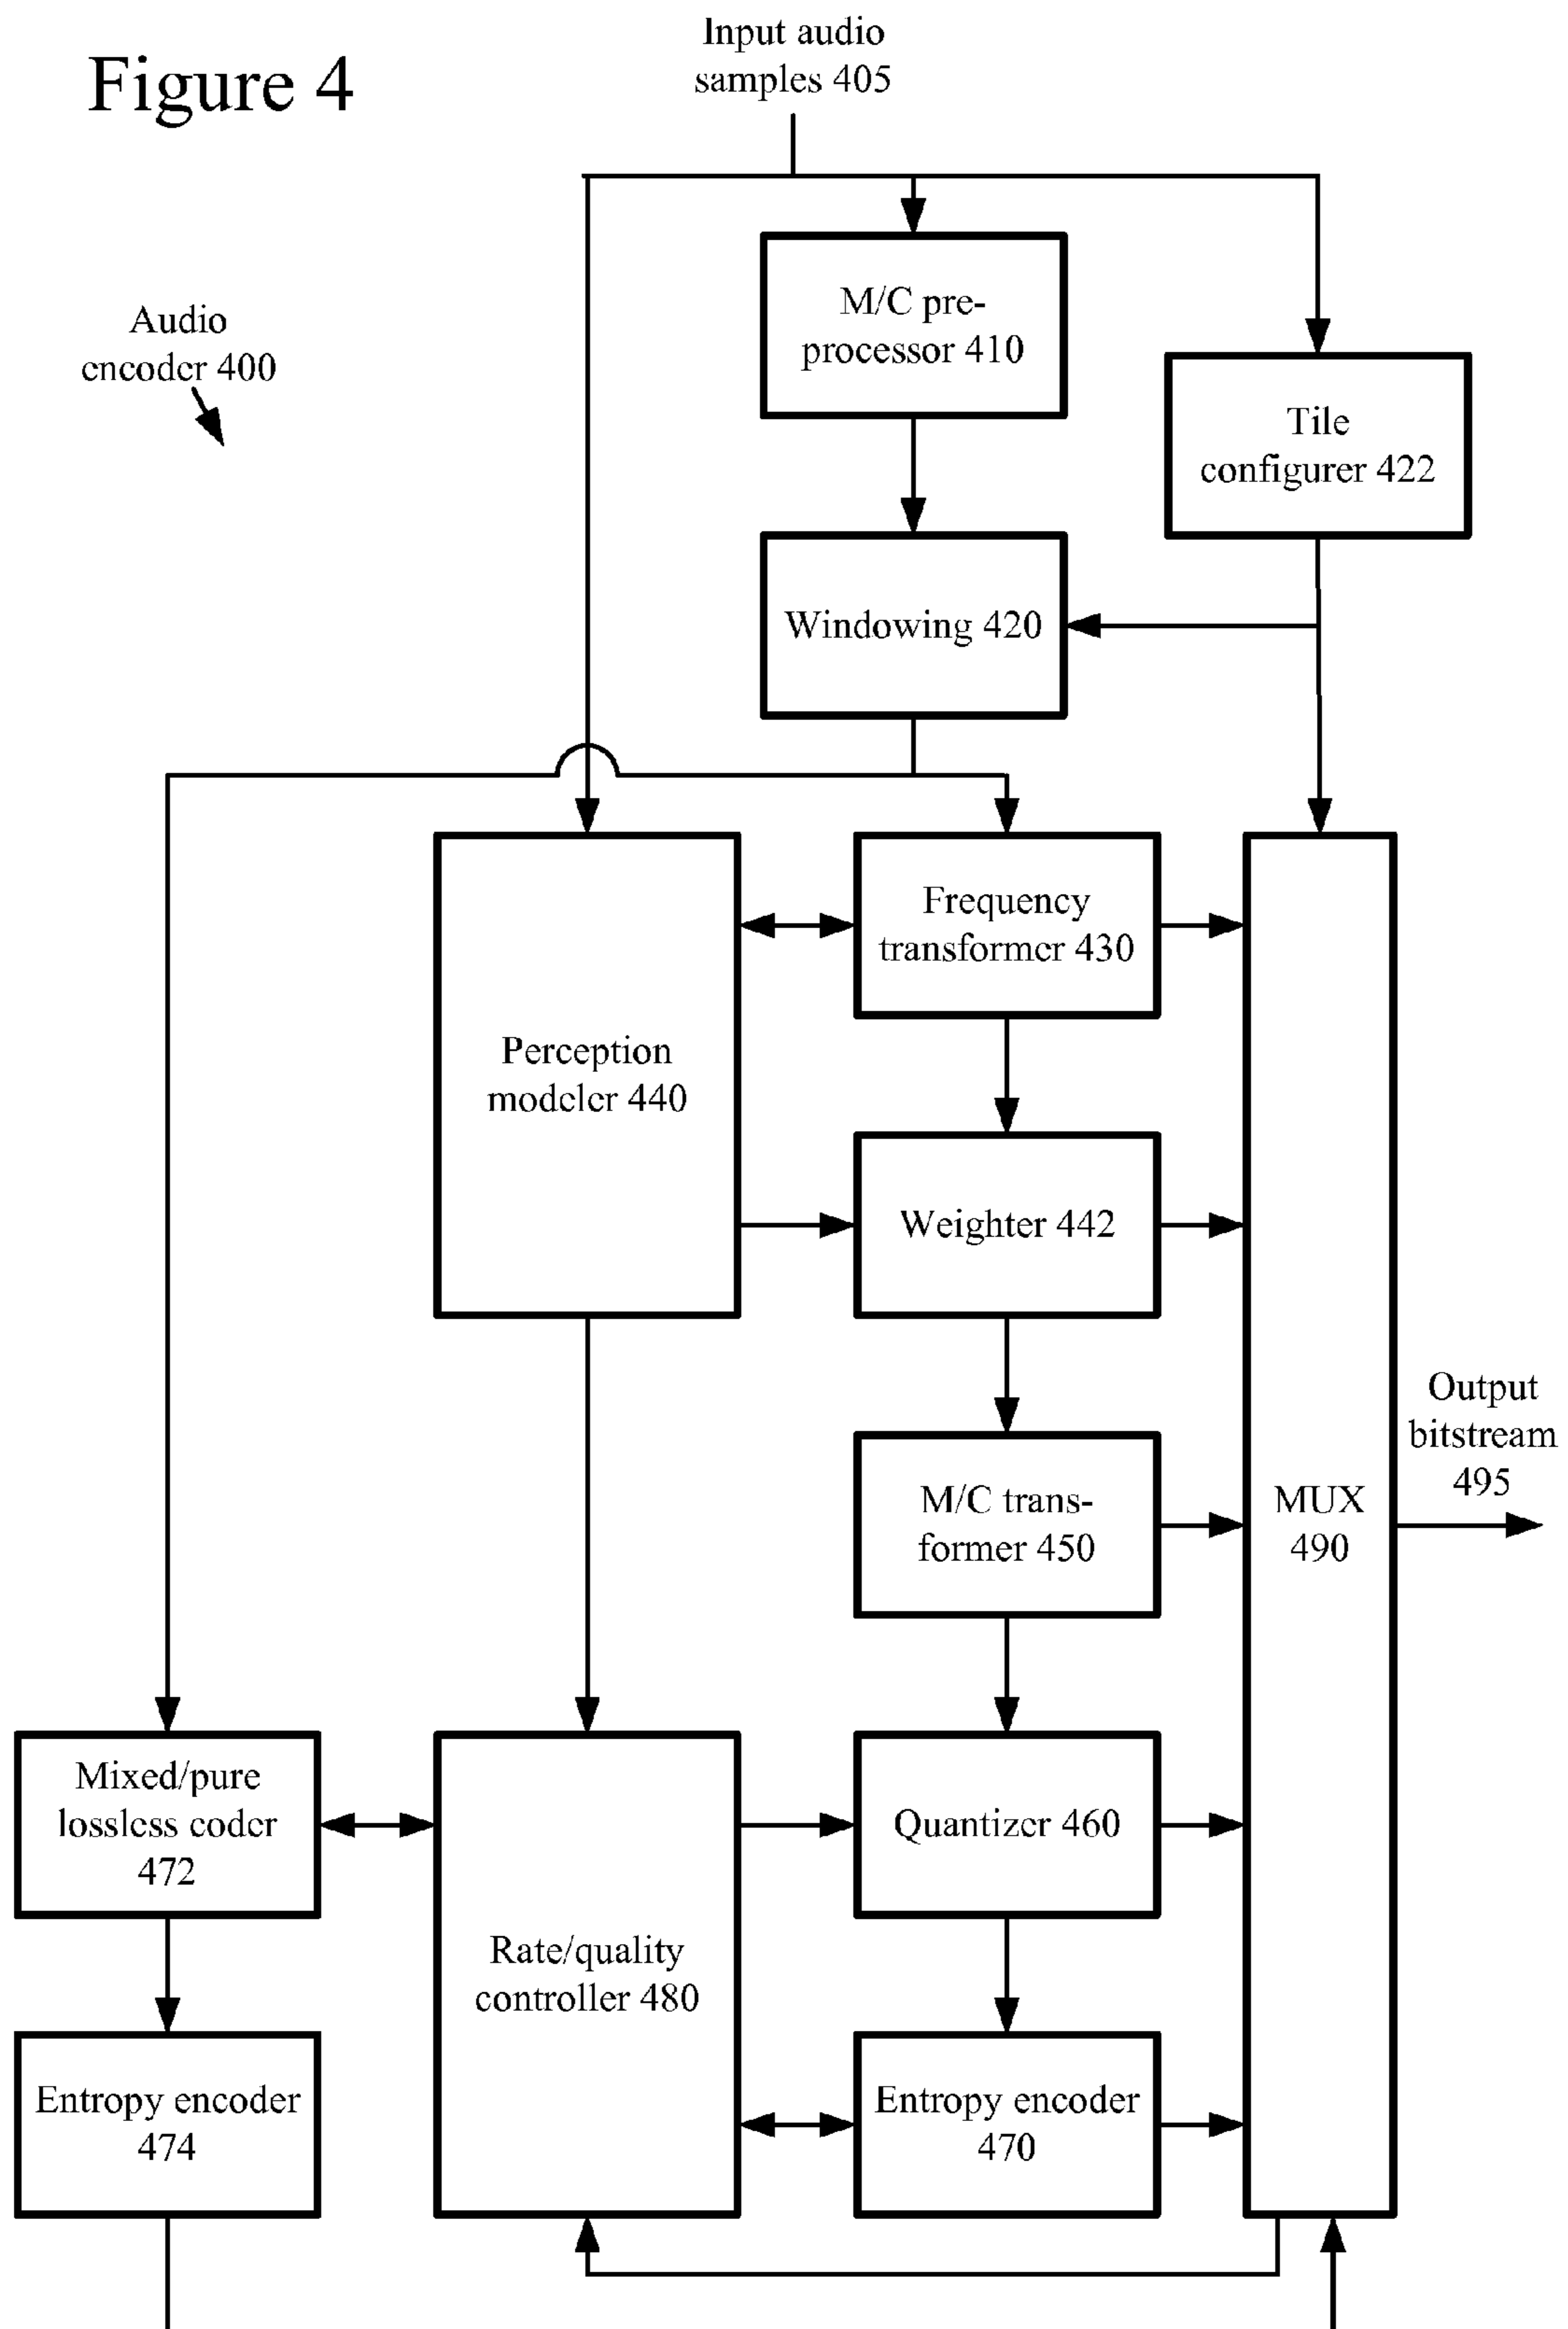 Figure 4
Input audio
samples 405
Audio
encoder 400
M/C pre-
processor 410
Tile
configurer 422
Windowing 420
Frequency
transformer 430
Perception
modeler 440
Weighter 442
Output
bitstream
495
M/C trans-
former 450
MUX
490
Mixed/pure
lossless coder
472
Quantizer 460
Rate/quality
controller 480
Entropy encoder
474
Entropy encoder
470